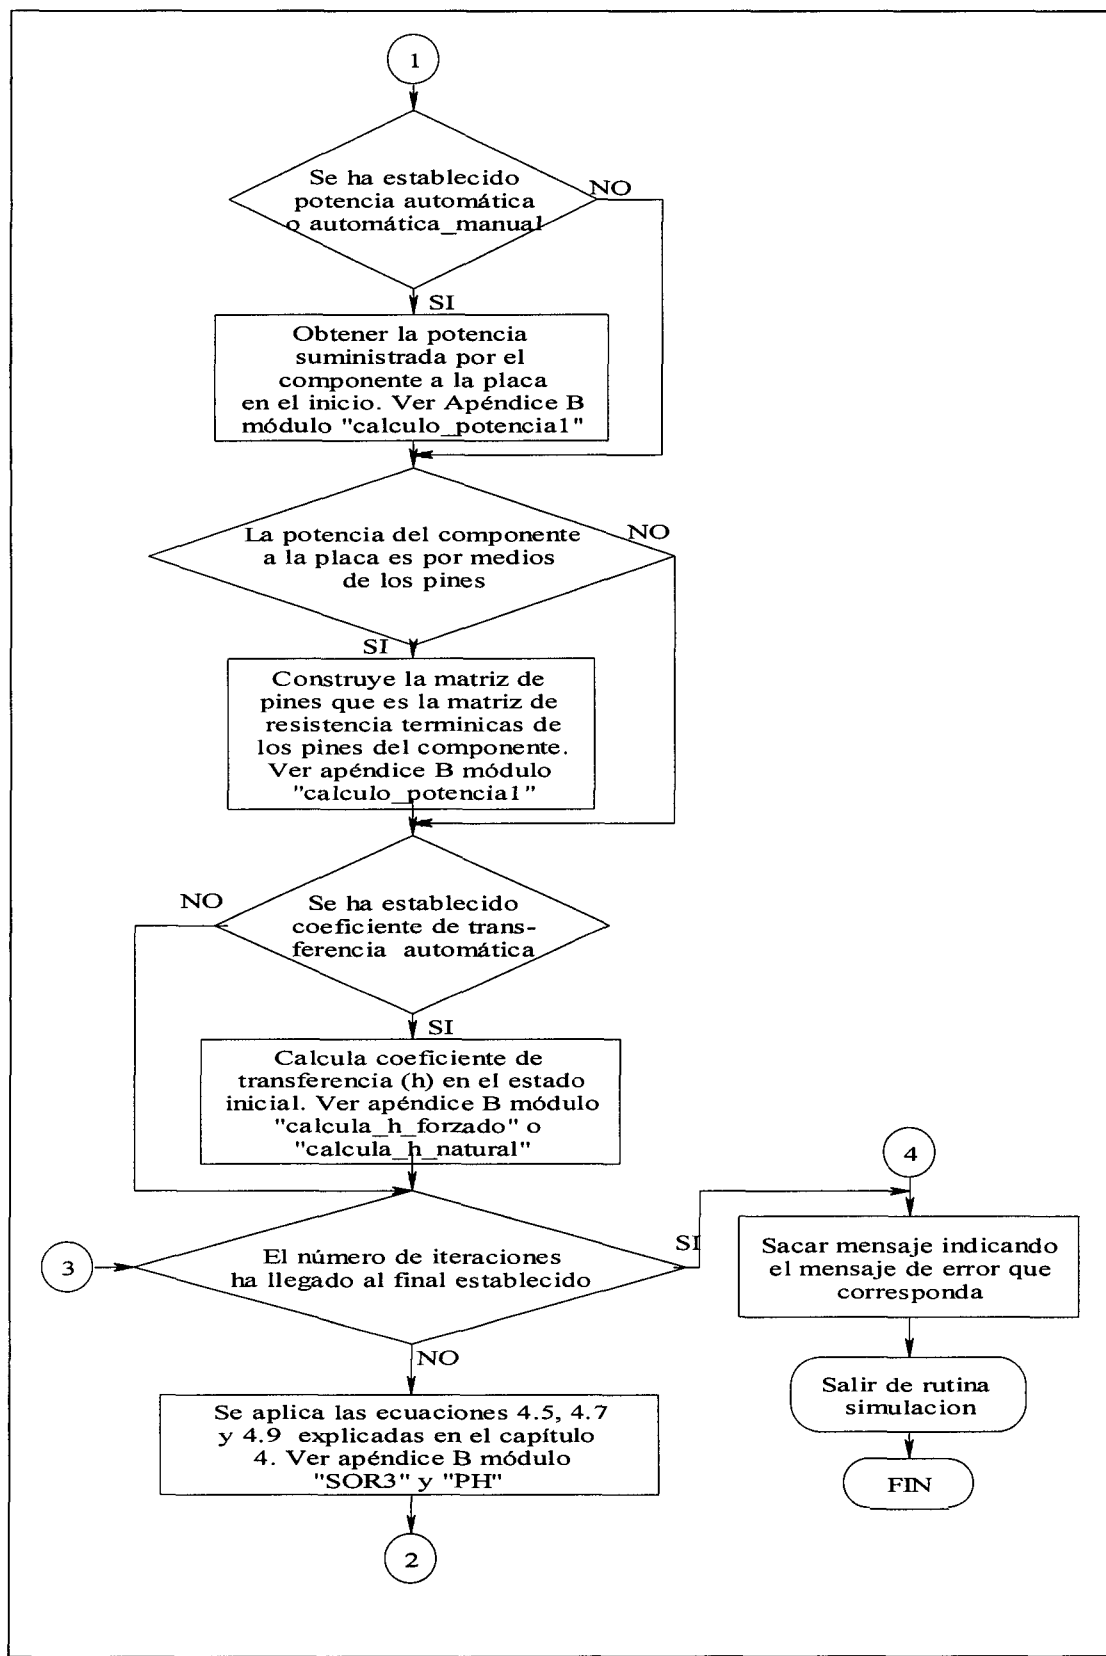 1
Se ha establecido
potencia automática
o automática_manual
NO
SI
Obtener la potencia
suministrada por el
componente a la placa
en el inicio. Ver Apéndice B
módulo "calculo_potencia1"
La potencia del componente
a la placa es por medios
de los pines
NO
SI
Construye la matriz de
pines que es la matriz de
resistencia terminicas de
los pines del componente.
Ver apéndice B módulo
"calculo_potencia1"
NO
Se ha establecido
coeficiente de trans-
ferencia automática
SI
Calcula coeficiente de
transferencia (h) en el estado
inicial. Ver apéndice B módulo
"calcula_h_forzado" o
"calcula_h_natural"
3
El número de iteraciones
ha llegado al final establecido
SI
NO
4
Sacar mensaje indicando
el mensaje de error que
corresponda
Salir de rutina
simulacion
FIN
Se aplica las ecuaciones 4.5, 4.7
y 4.9 explicadas en el capítulo
4. Ver apéndice B módulo
"SOR3" y "PH"
2